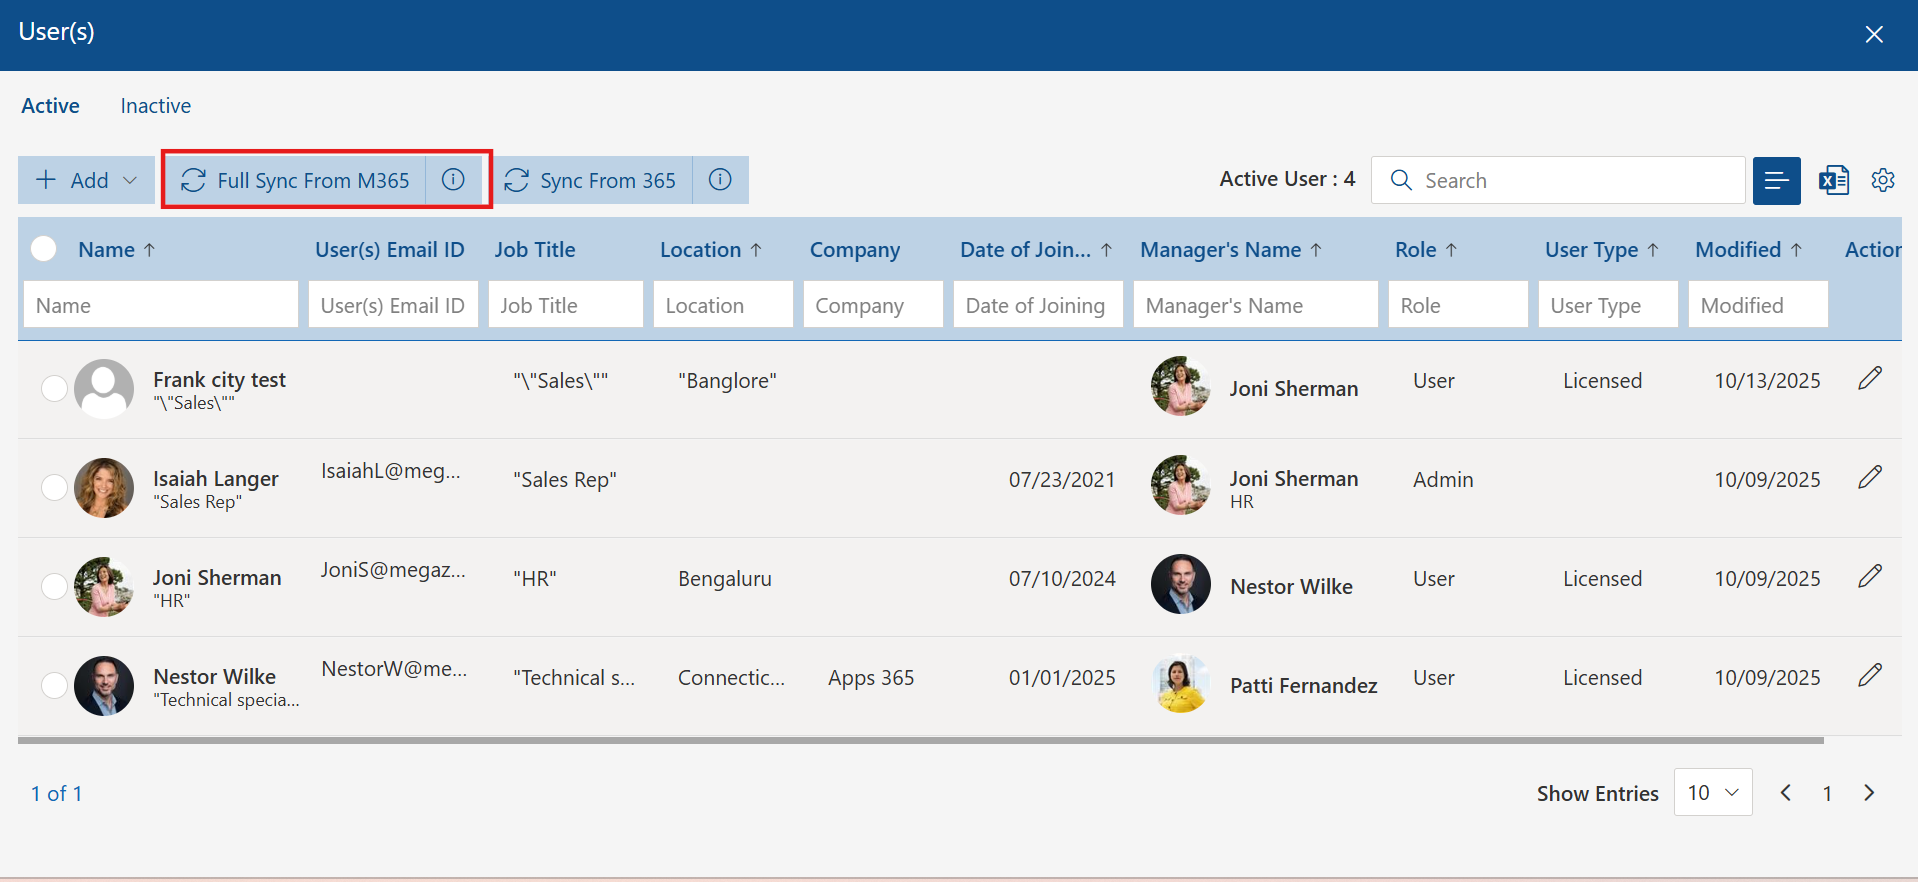 User(s)
Active Inactive
Add Full Sync From M365 Sync From 365 Active User : 4 Search
Name User(s) Email ID Job Title Location Company Date of Join... Manager's Name Role User Type Modified Action
Name User(s) Email ID Job Title Location Company Date of Joining Manager's Name Role User Type Modified
Frank city test "\"Sales\"" "Banglore" Joni Sherman User Licensed 10/13/2025
"\"Sales\""
Isaiah Langer IsaiahL@meg... "Sales Rep" 07/23/2021 Joni Sherman Admin 10/09/2025
"Sales Rep" HR
Joni Sherman JoniS@megaz... "HR" Bengaluru 07/10/2024 Nestor Wilke User Licensed 10/09/2025
"HR"
Nestor Wilke NestorW@me... "Technical s... Connectic... Apps 365 01/01/2025 Patti Fernandez User Licensed 10/09/2025
"Technical specia...
1 of 1 Show Entries 10 1